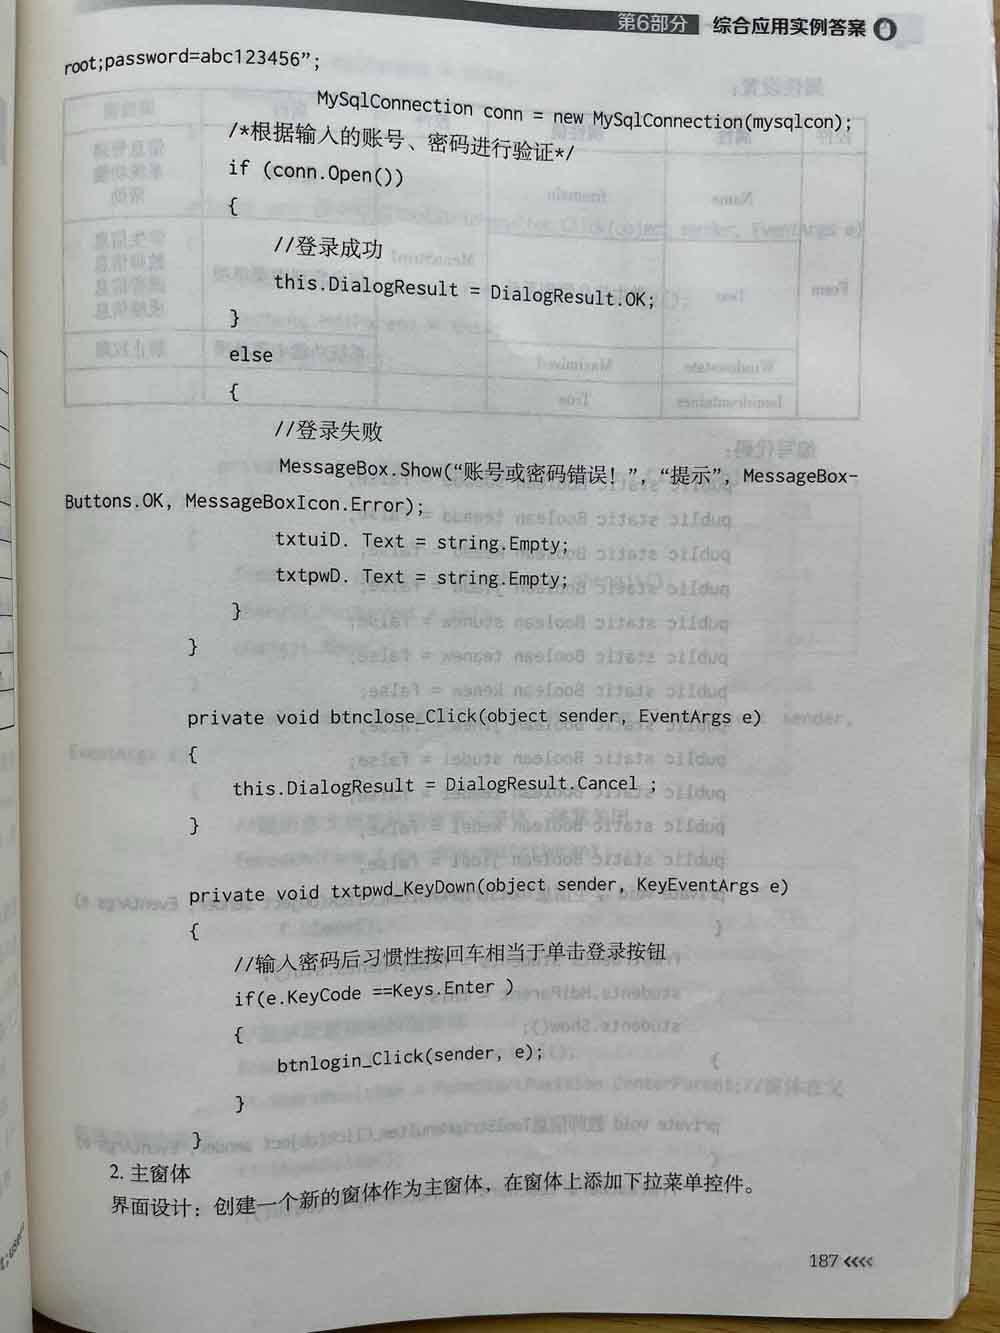 第6部分 综合应用实例答案
root;password=abc123456”;
MySqlConnection conn = new MySqlConnection(mysqlcon);
/*根据输入的账号、密码进行验证*/
if (conn.Open())
{
//登录成功
this.DialogResult = DialogResult.OK;
}
else
{
//登录失败
MessageBox.Show(“账号或密码错误！”, “提示”, MessageBox-
Buttons.OK, MessageBoxIcon.Error);
txtuiD. Text = string.Empty;
txtpwD. Text = string.Empty;
}
}
private void btnclose_Click(object sender, EventArgs e)
{
this.DialogResult = DialogResult.Cancel ;
}
private void txtpwd_KeyDown(object sender, KeyEventArgs e)
{
//输入密码后习惯性按回车相当于单击登录按钮
if(e.KeyCode ==Keys.Enter )
{
btnlogin_Click(sender, e);
}
}
2. 主窗体
界面设计：创建一个新的窗体作为主窗体，在窗体上添加下拉菜单控件。
187